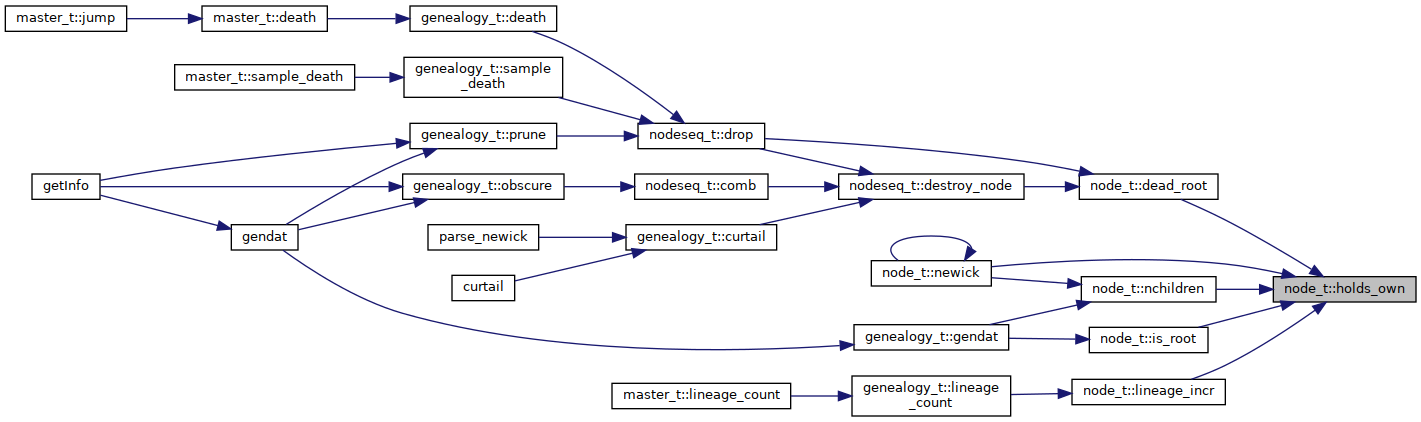 master_t::jump
master_t::death
genealogy_t::death
master_t::sample_death
genealogy_t::sample
_death
genealogy_t::prune
nodeseq_t::drop
getInfo
genealogy_t::obscure
nodeseq_t::comb
nodeseq_t::destroy_node
node_t::dead_root
gendat
parse_newick
genealogy_t::curtail
curtail
node_t::newick
node_t::nchildren
node_t::holds_own
genealogy_t::gendat
node_t::is_root
master_t::lineage_count
genealogy_t::lineage
_count
node_t::lineage_incr